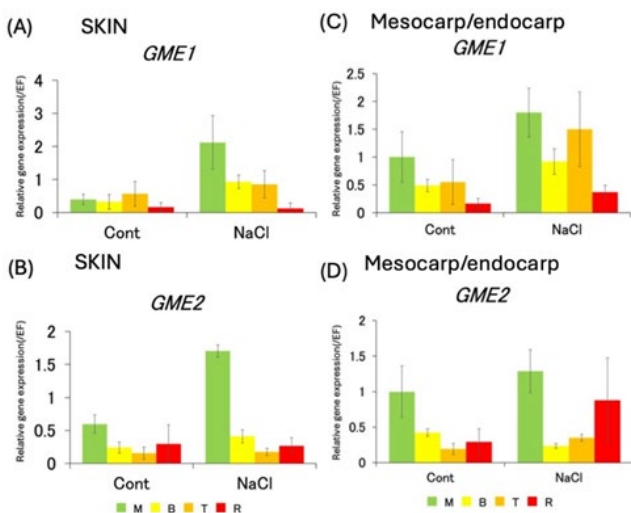 (A) SKIN
GME1
Relative gene expression(/EF)
4
3
2
1
0
Cont NaCl
(C) Mesocarp/endocarp
GME1
Relative gene expression(/EF)
2.5
2
1.5
1
0.5
0
Cont NaCl
(B) SKIN
GME2
Relative gene expression(/EF)
2
1.5
1
0.5
0
Cont NaCl
M B T R
(D) Mesocarp/endocarp
GME2
Relative gene expression(/EF)
2
1.5
1
0.5
0
Cont NaCl
M B T R